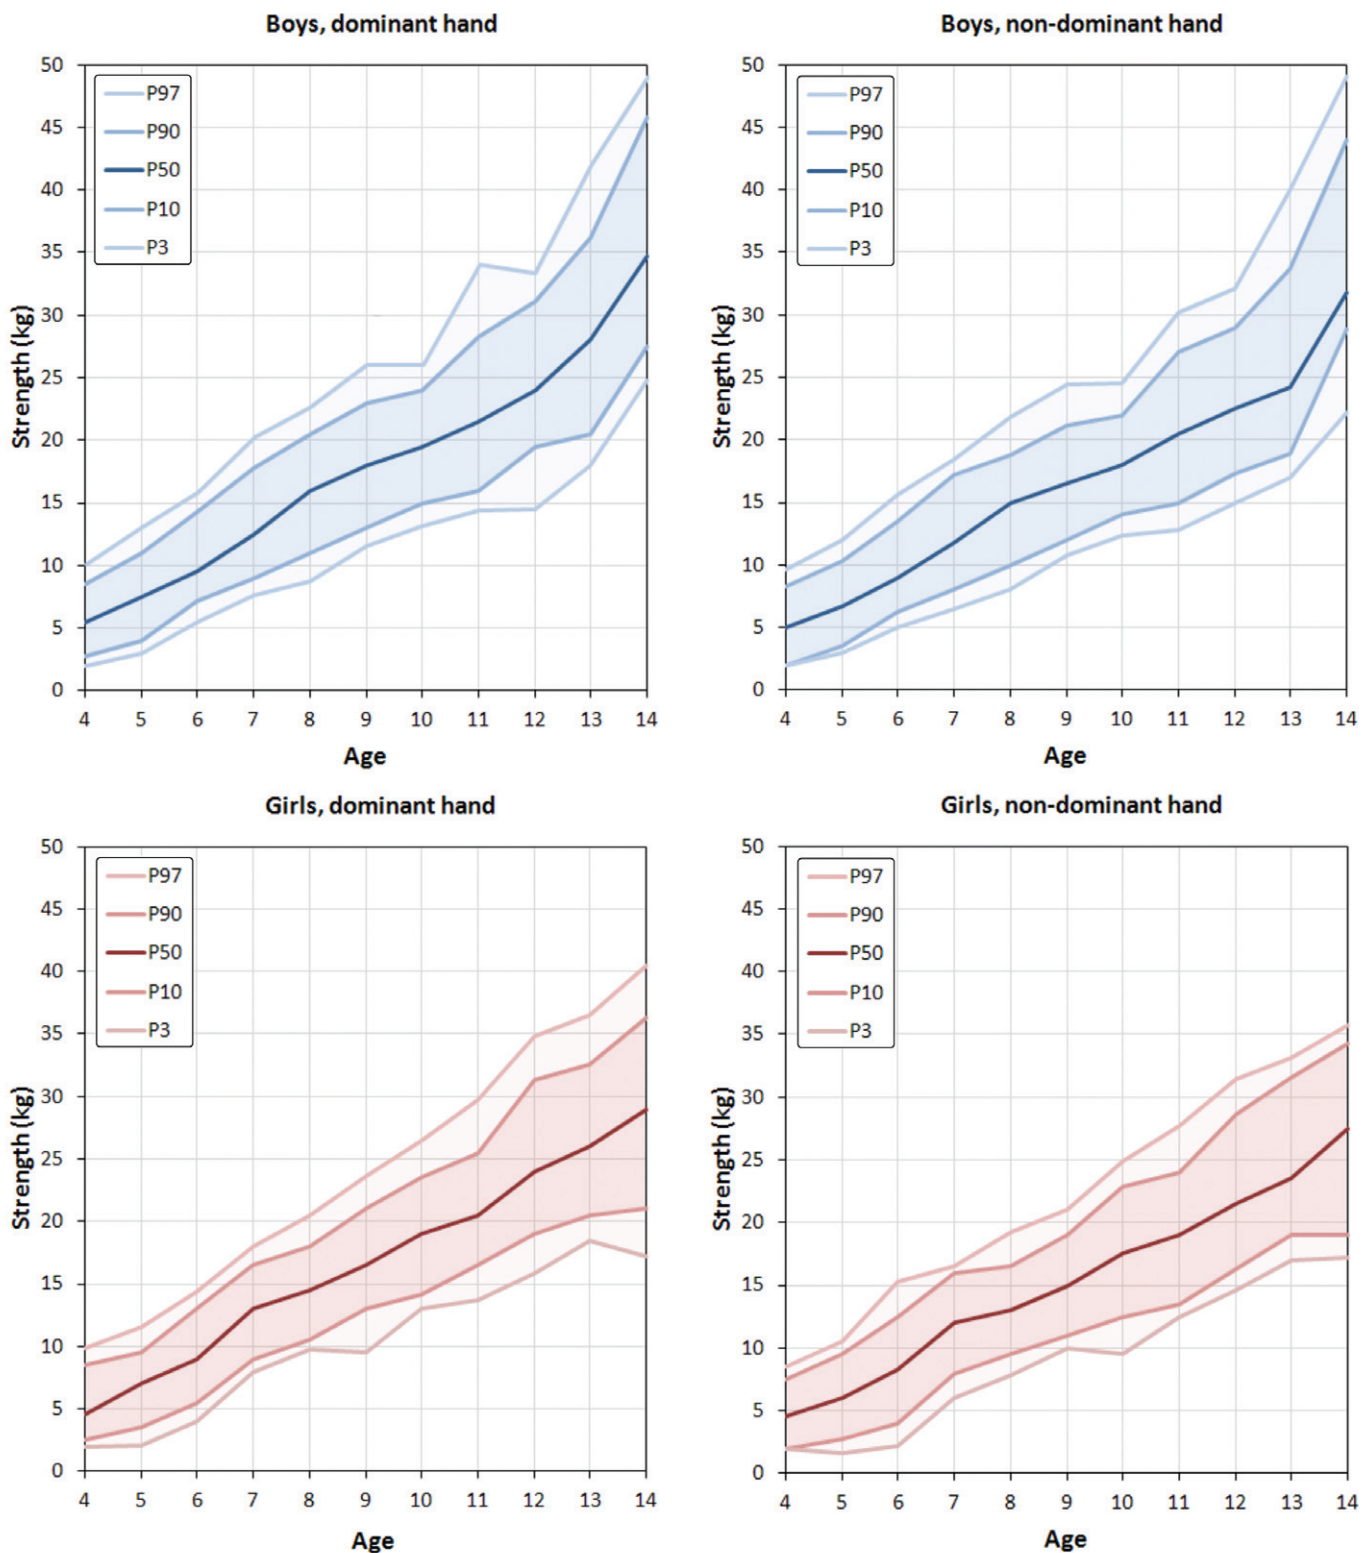 Boys, dominant hand
50
45
40
35
30
25
20
15
10
5
0
P97
P90
P50
P10
P3
Strength (kg)
4 5 6 7 8 9 10 11 12 13 14
Age
Boys, non-dominant hand
50
45
40
35
30
25
20
15
10
5
0
P97
P90
P50
P10
P3
Strength (kg)
4 5 6 7 8 9 10 11 12 13 14
Age
Girls, dominant hand
50
45
40
35
30
25
20
15
10
5
0
P97
P90
P50
P10
P3
Strength (kg)
4 5 6 7 8 9 10 11 12 13 14
Age
Girls, non-dominant hand
50
45
40
35
30
25
20
15
10
5
0
P97
P90
P50
P10
P3
Strength (kg)
4 5 6 7 8 9 10 11 12 13 14
Age